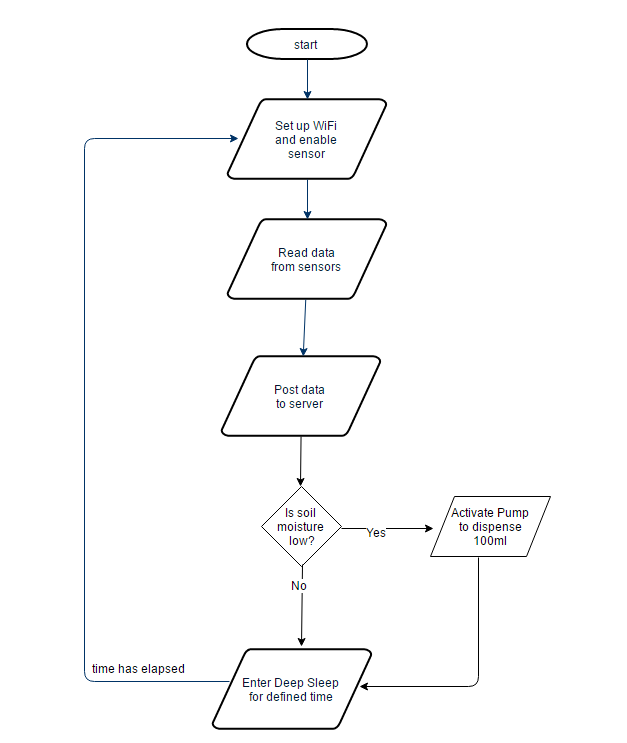 start
Set up WiFi
and enable
sensor
Read data
from sensors
Post data
to server
Is soil
moisture
low?
Yes
Activate Pump
to dispense
100ml
No
time has elapsed
Enter Deep Sleep
for defined time